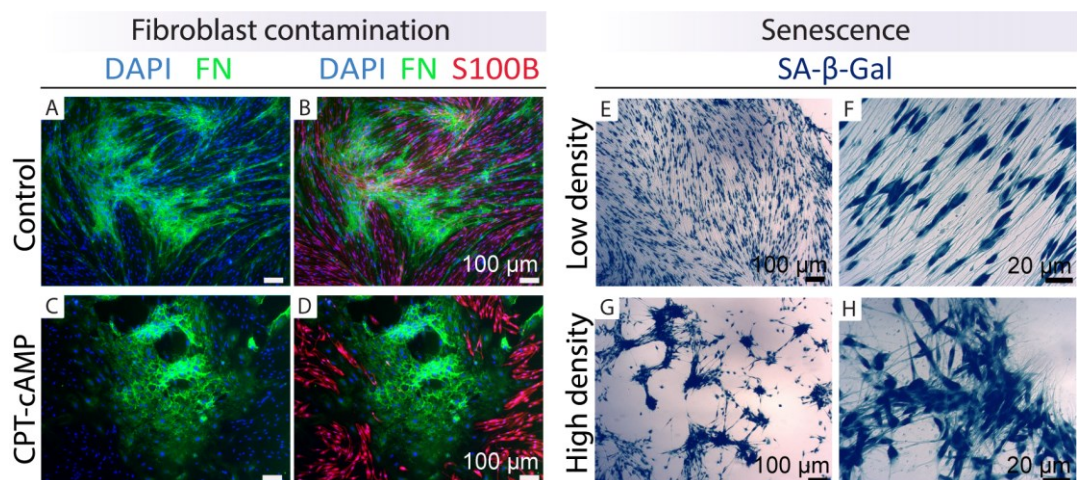 Fibroblast contamination
Senescence
DAPI FN
DAPI FN S100B
SA-β-Gal
Control
A
B
100 µm
Low density
E
100 µm
F
20 µm
CPT-cAMP
C
D
100 µm
High density
G
100 µm
H
20 µm